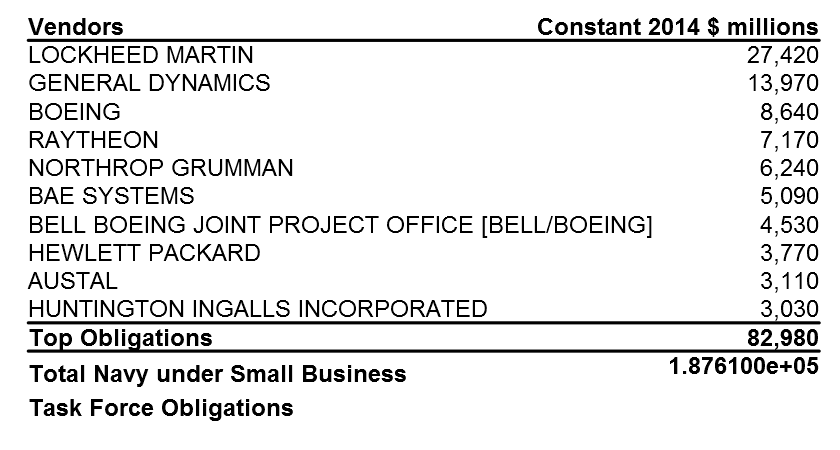 Vendors Constant 2014 $ millions
LOCKHEED MARTIN 27,420
GENERAL DYNAMICS 13,970
BOEING 8,640
RAYTHEON 7,170
NORTHROP GRUMMAN 6,240
BAE SYSTEMS 5,090
BELL BOEING JOINT PROJECT OFFICE [BELL/BOEING] 4,530
HEWLETT PACKARD 3,770
AUSTAL 3,110
HUNTINGTON INGALLS INCORPORATED 3,030
Top Obligations 82,980
Total Navy under Small Business 1.876100e+05
Task Force Obligations